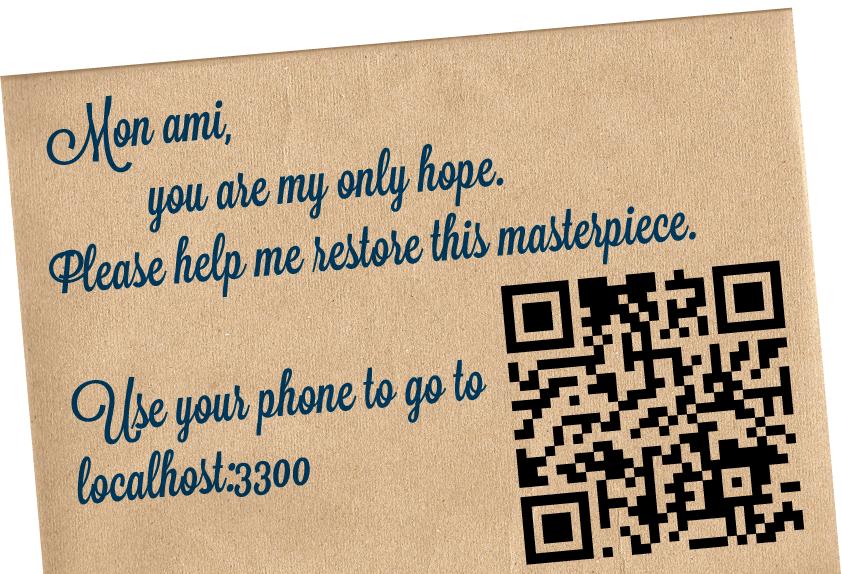 Mon ami,
you are my only hope.
Please help me restore this masterpiece.
Use your phone to go to
localhost:3300